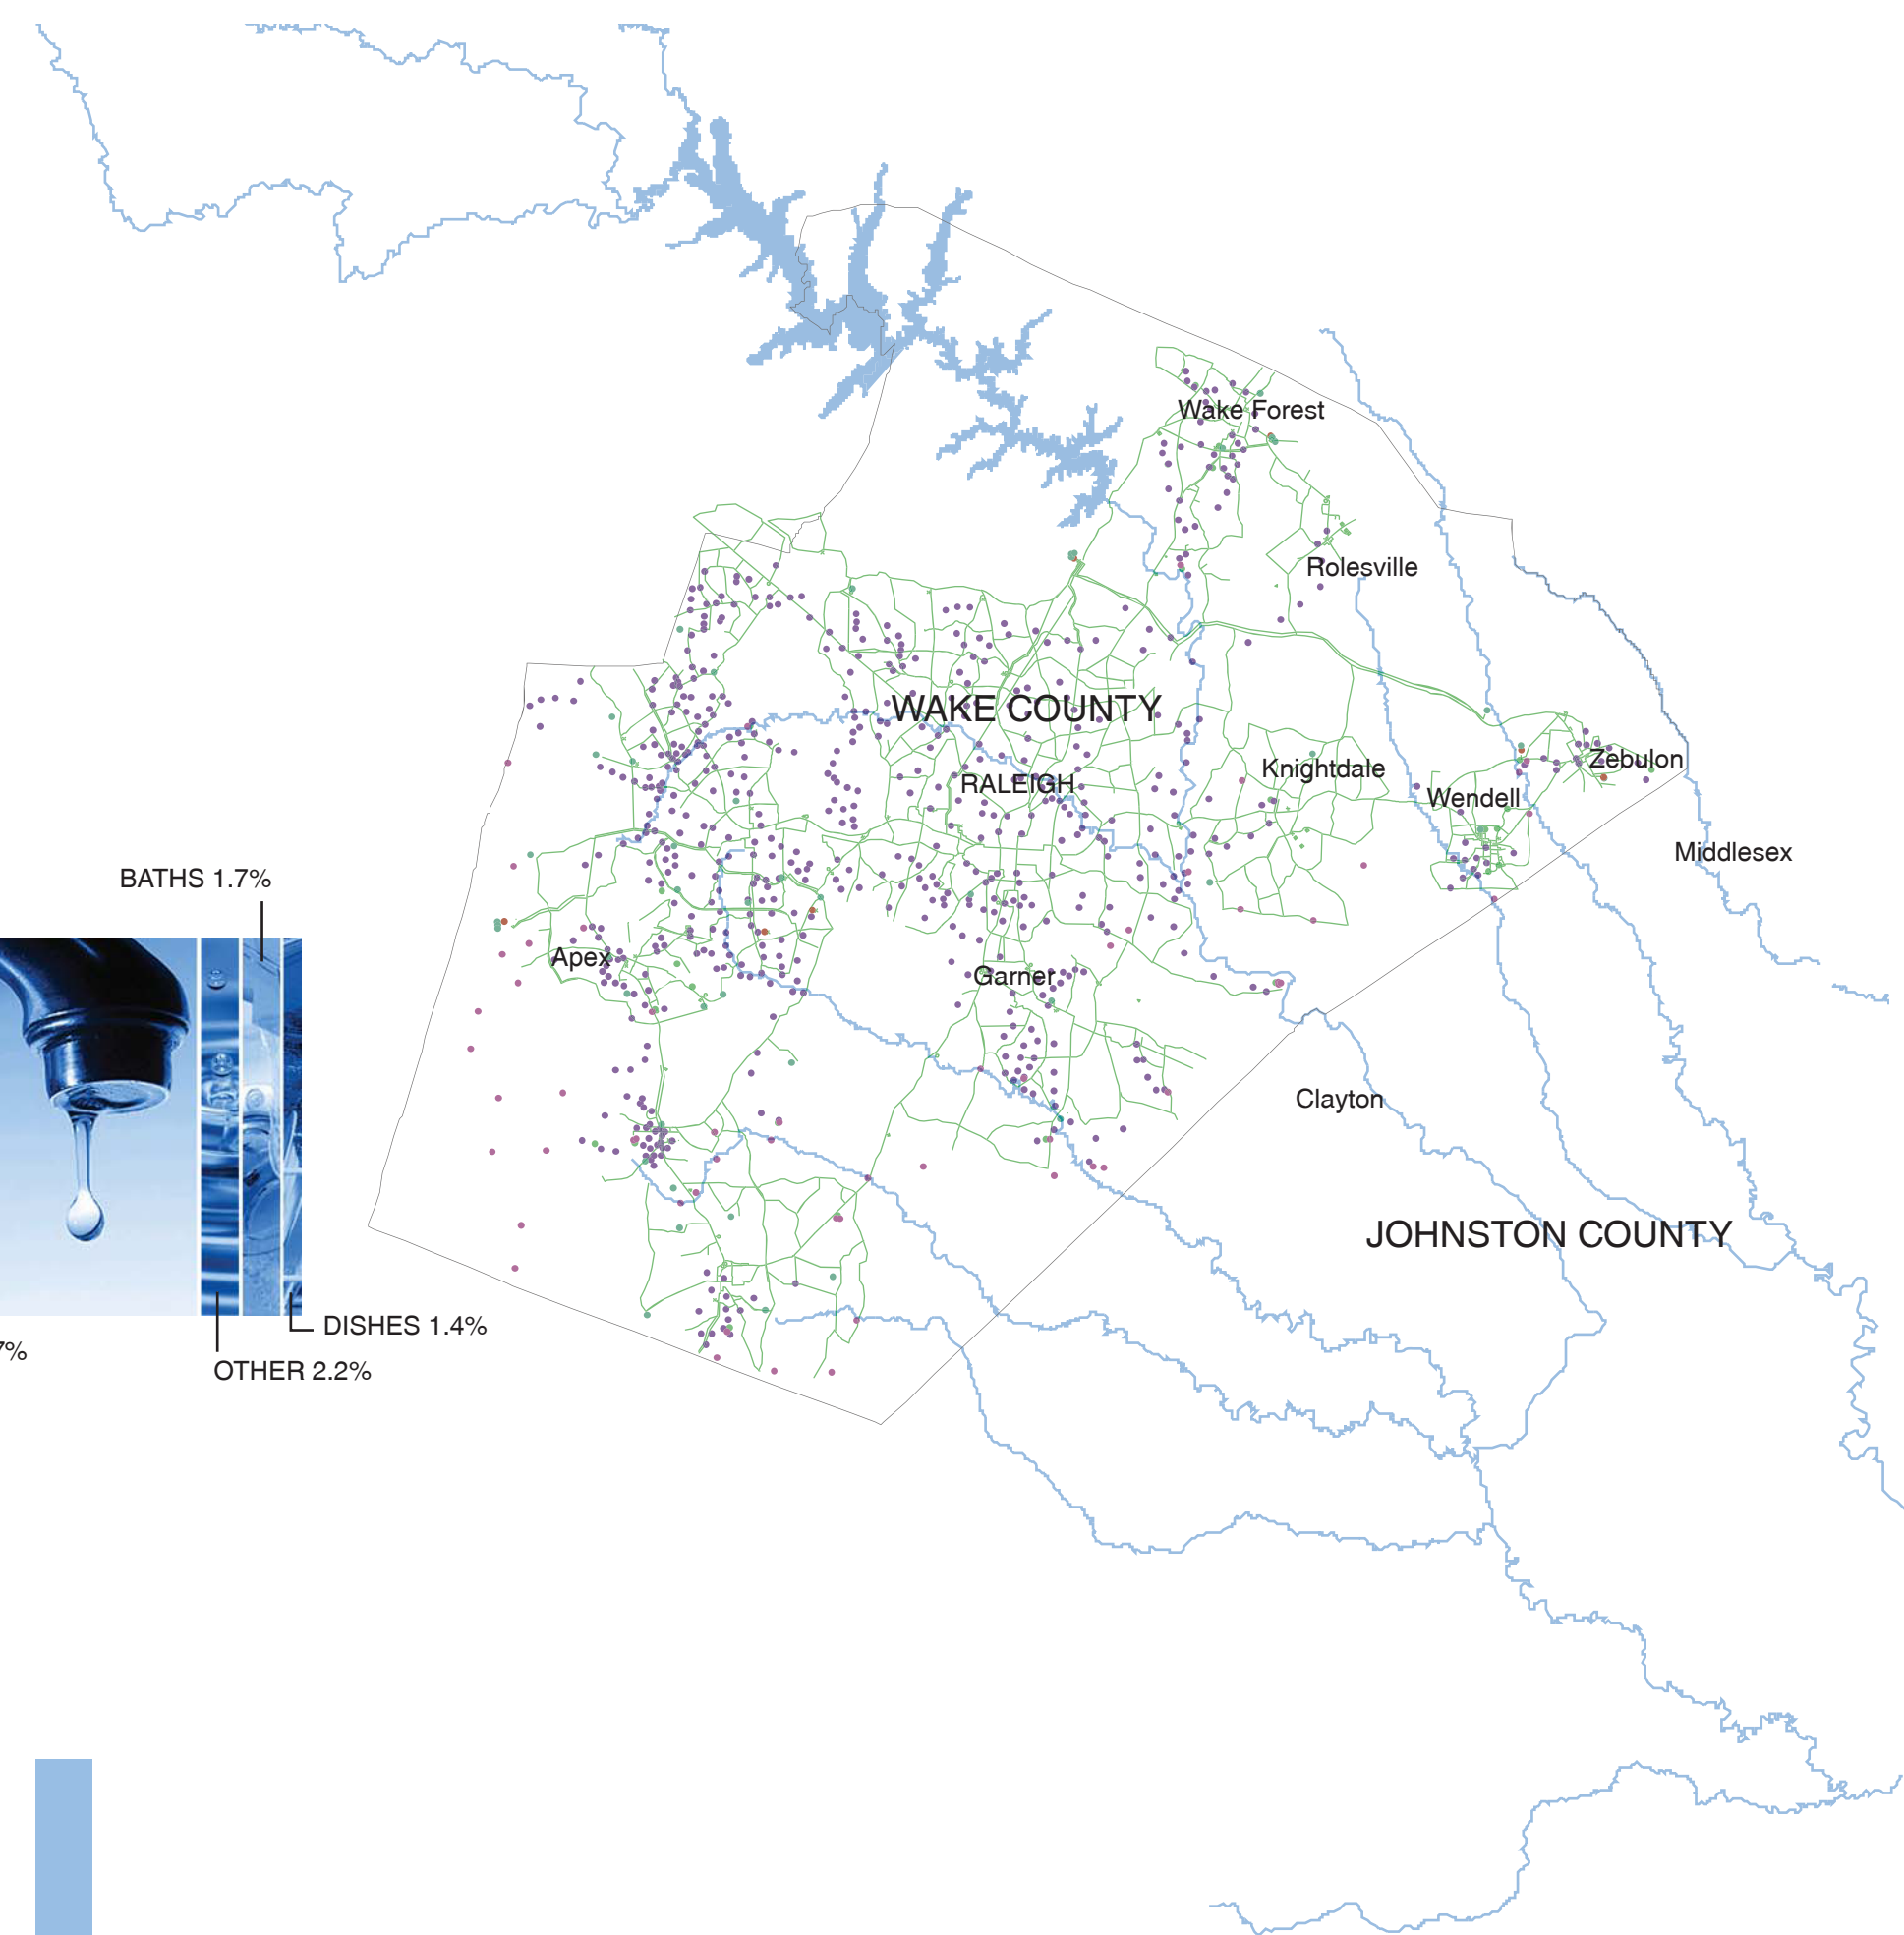 Wake Forest
Rolesville
WAKE COUNTY
Zebulon
Knightdale
RALEIGH
Wendell
Middlesex
BATHS 1.7%
Apex
Garner
Clayton
JOHNSTON COUNTY
DISHES 1.4%
7%
OTHER 2.2%